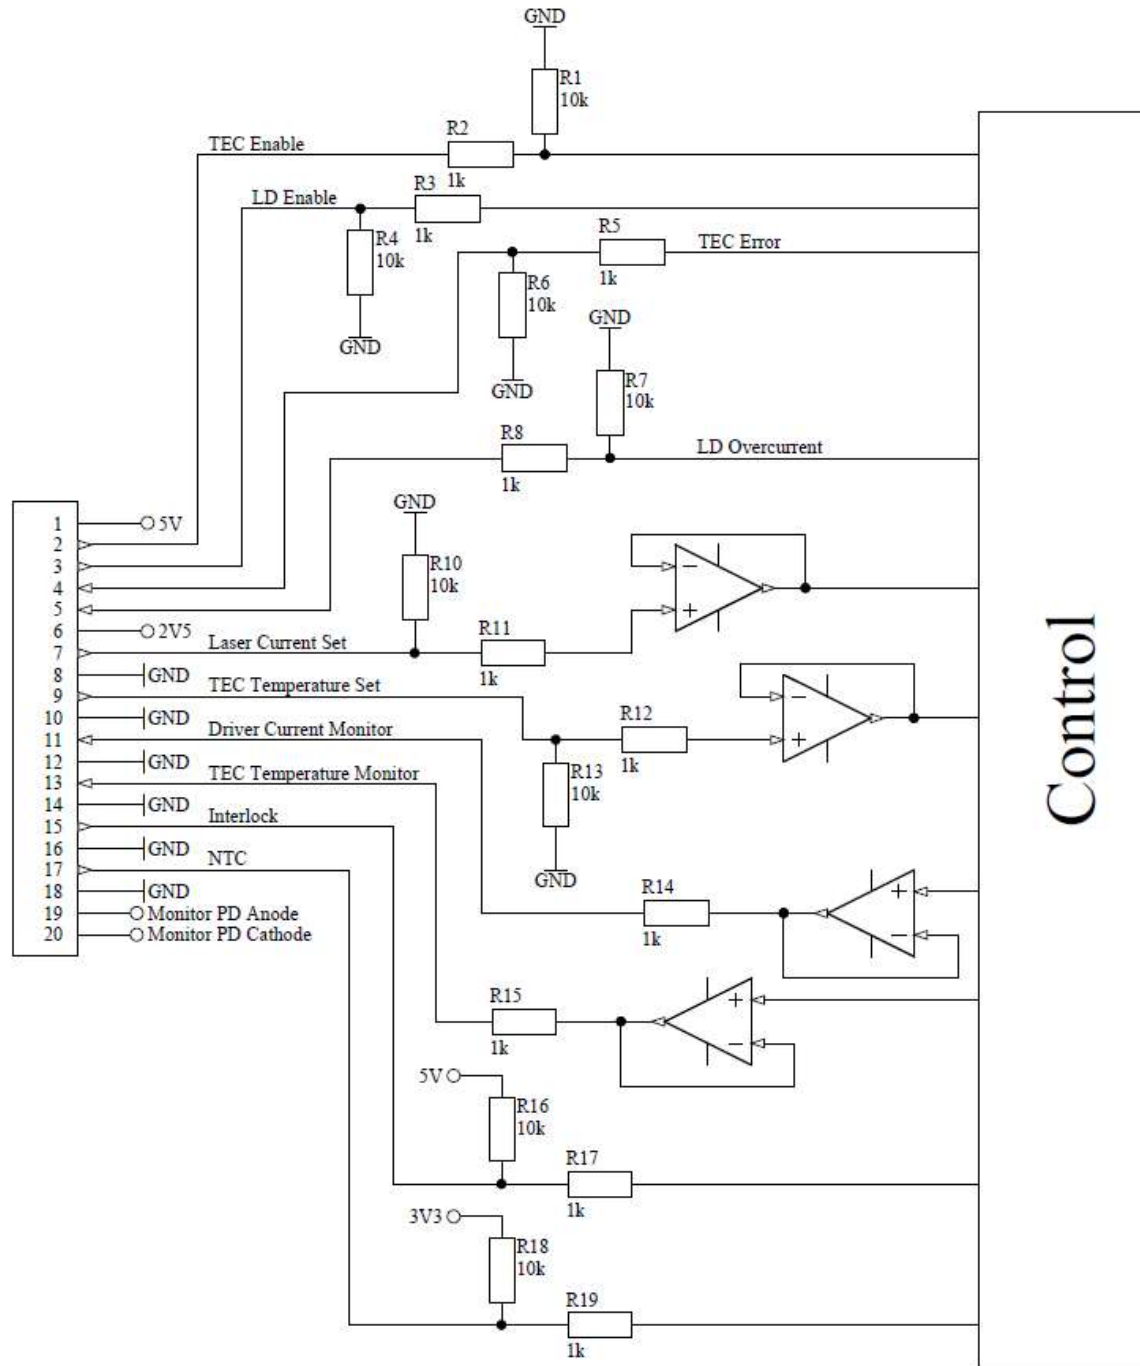 GND
R1
10k
R2
TEC Enable
1k
R3
LD Enable
1k
R4
10k
GND
R5
TEC Error
1k
R6
10k
GND
GND
R7
10k
R8
LD Overcurrent
1k
GND
R10
10k
1 5V
2
3
4
5
6 2V5
7 Laser Current Set
R11
1k
8 GND
9 TEC Temperature Set
10 GND
11 Driver Current Monitor
12 GND
13 TEC Temperature Monitor
14 GND
15 Interlock
16 GND
17 NTC
18 GND
19 Monitor PD Anode
20 Monitor PD Cathode
− +
− +
R12
1k
R13
10k
GND
R14
1k
+ −
R15
1k
+ −
5V
R16
10k
R17
1k
3V3
R18
10k
R19
1k
Control